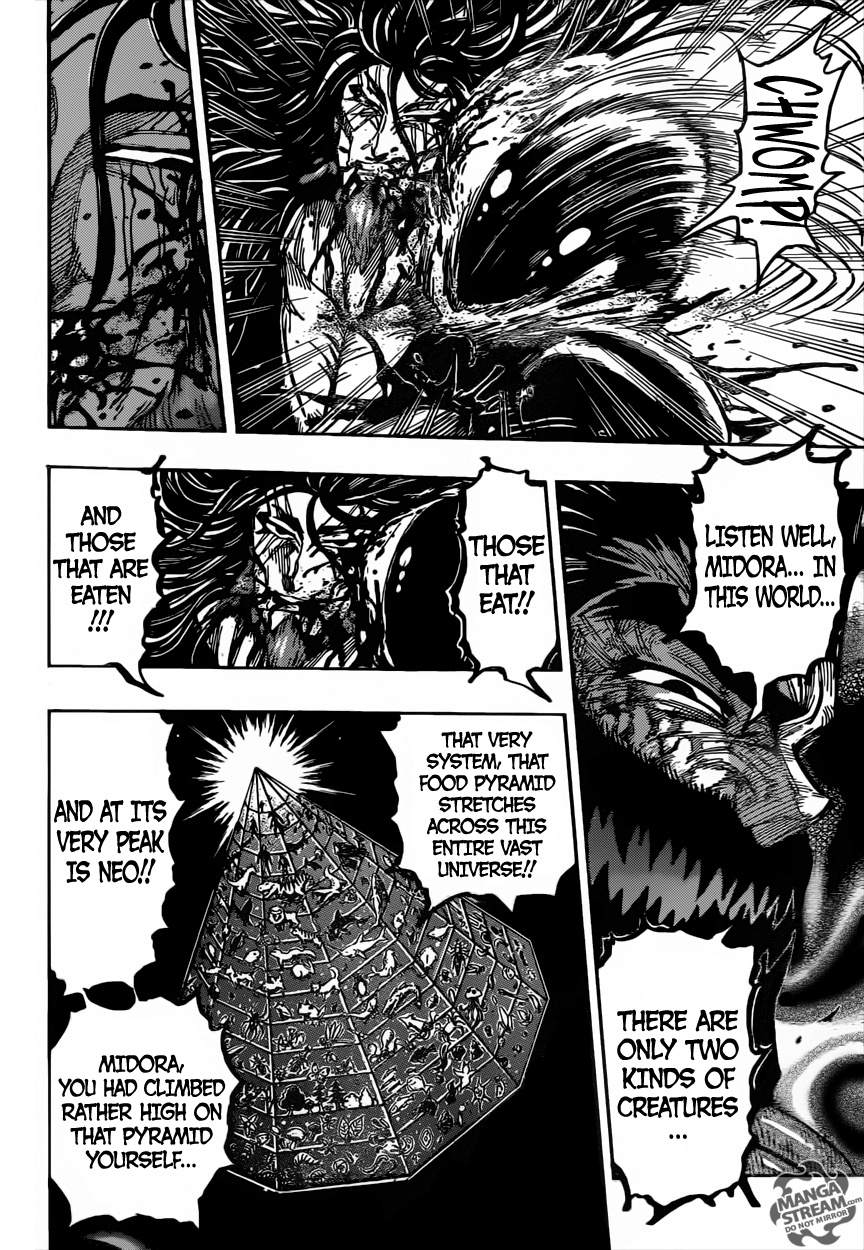 CHWOMP!
LISTEN WELL,
MIDORA... IN
THIS WORLD...
THERE ARE
ONLY TWO
KINDS OF
CREATURES
...
THOSE
THAT
EAT!!
AND
THOSE
THAT ARE
EATEN
!!!
THAT VERY
SYSTEM, THAT
FOOD PYRAMID
STRETCHES
ACROSS THIS
ENTIRE VAST
UNIVERSE!!
AND AT ITS
VERY PEAK
IS NEO!!
MIDORA,
YOU HAD CLIMBED
RATHER HIGH ON
THAT PYRAMID
YOURSELF...
MANGA
STREAM.com
DO NOT MIRROR